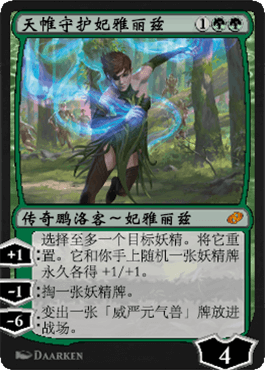 天帷守护妃雅丽兹 1
传奇鹏洛客～妃雅丽兹
+1 选择至多一个目标妖精。将它重
置。它和你手上随机一张妖精牌
永久各得 +1/+1。
-1 掏一张妖精牌。
-6 变出一张「威严元气兽」牌放进
战场。
DAARKEN
4